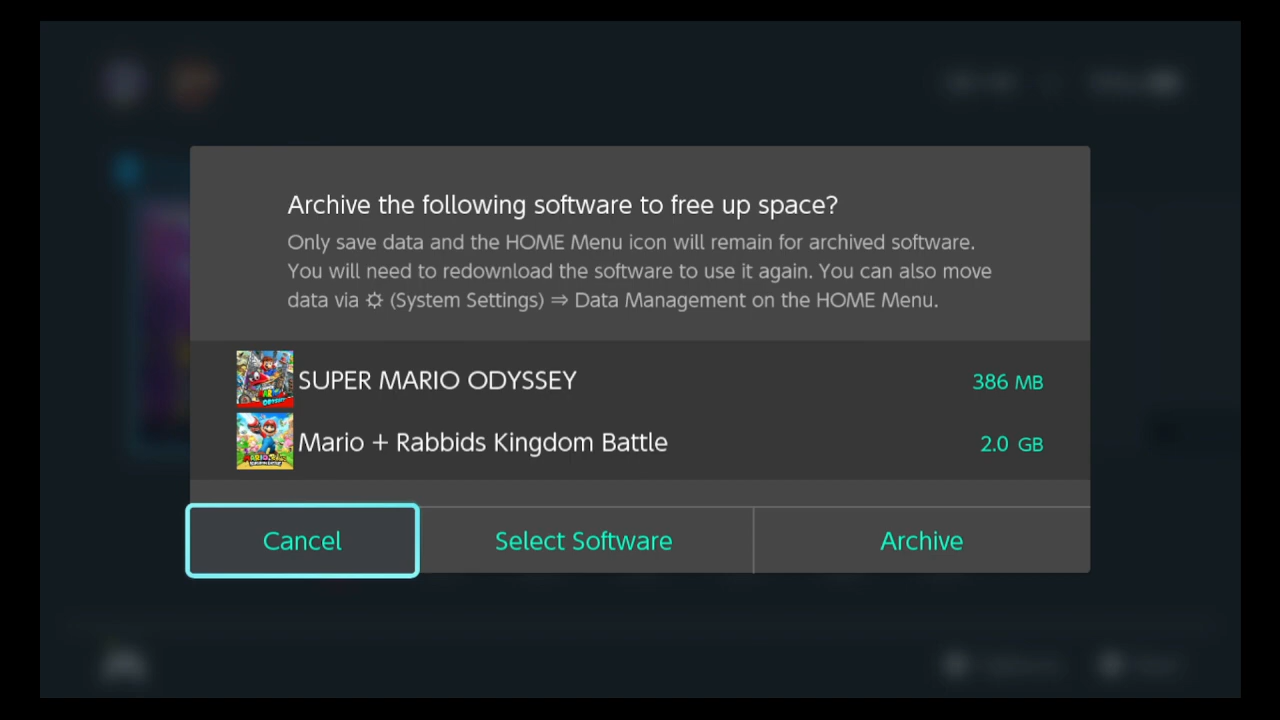 Archive the following software to free up space?
Only save data and the HOME Menu icon will remain for archived software.
You will need to redownload the software to use it again. You can also move
data via (System Settings) ⇒ Data Management on the HOME Menu.
SUPER MARIO ODYSSEY 386 MB
Mario + Rabbids Kingdom Battle 2.0 GB
Cancel Select Software Archive